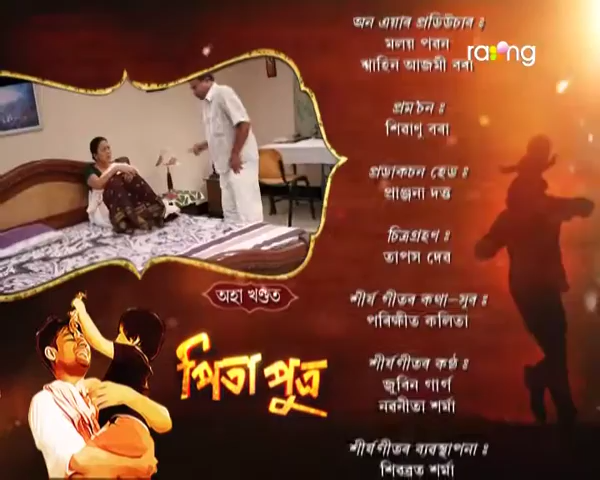 অন এয়াৰ প্ৰডিউচাৰ ঃ
মলয় পৱন
শ্বাহিন আজমী বৰা
rang
প্ৰমচন ঃ
শিৱাণু বৰা
প্ৰডাকচন হেড ঃ
প্ৰাঞ্জনা দত্ত
চিত্ৰগ্ৰহণ ঃ
তাপস দেৱ
অহা খণ্ডত
শীৰ্ষ গীতৰ কথা-সুৰ ঃ
পৰিক্ষীত কলিতা
পিতা পুত্ৰ
শীৰ্ষগীতৰ কণ্ঠ ঃ
জুবিন গাৰ্গ
নৱনীতা শৰ্মা
শীৰ্ষগীতৰ ব্যৱস্থাপনা ঃ
শিৱব্ৰত শৰ্মা